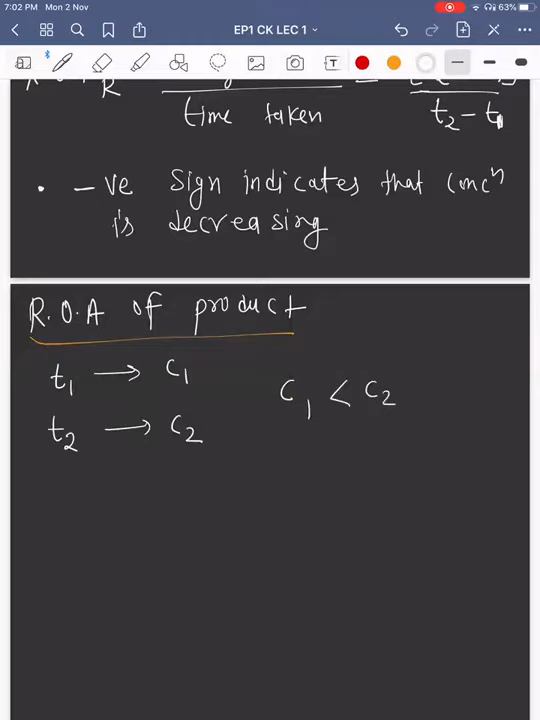 7:02 PM Mon 2 Nov 63%
EP1 CK LEC 1
R
time taken
t2 - t1
• -ve sign indicates that concn
is decreasing
R.O.A of product
t1 → C1
C1 < C2
t2 → C2